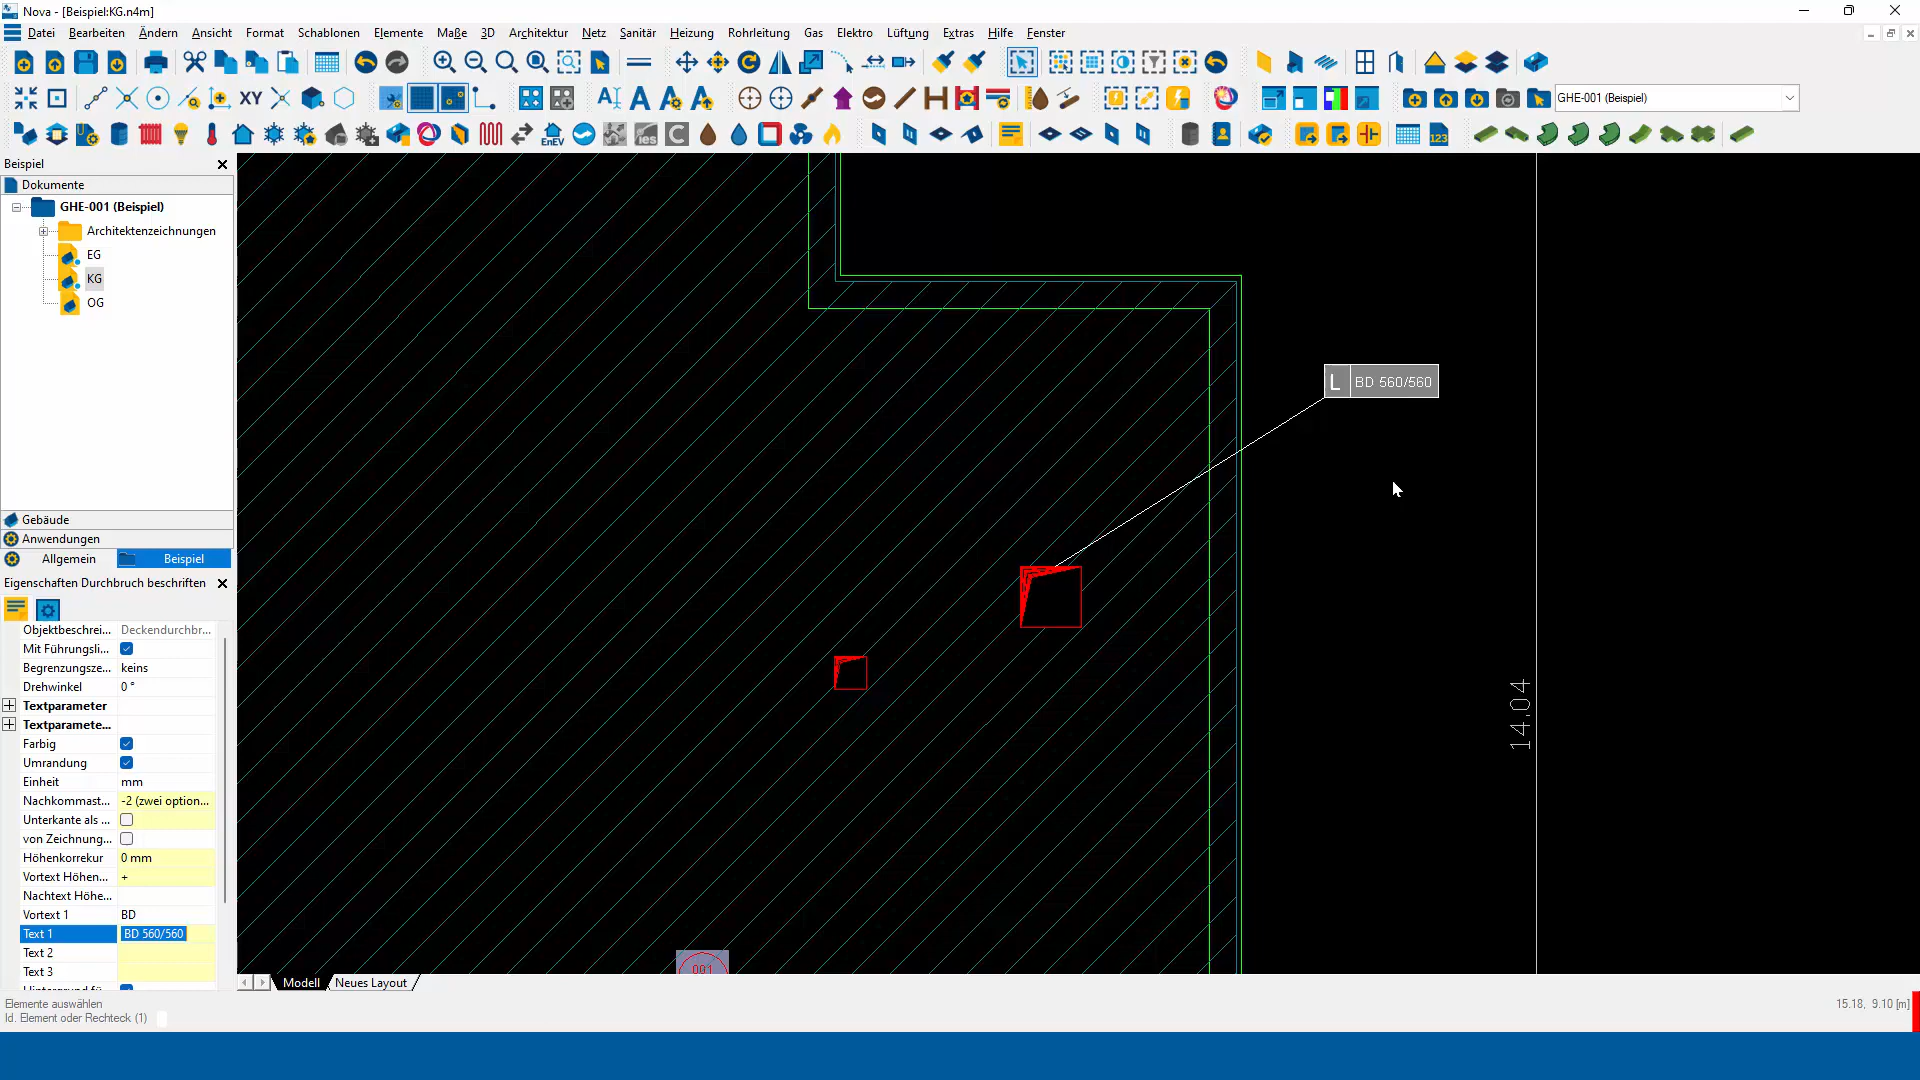 Nova - [Beispiel:KG.n4m]
Datei Bearbeiten Ändern Ansicht Format Schablonen Elemente Maße 3D Architektur Netz Sanitär Heizung Rohrleitung Gas Elektro Lüftung Extras Hilfe Fenster
XY
GHE-001 (Beispiel)
EnEV
ies
123
Beispiel
Dokumente
GHE-001 (Beispiel)
Architektenzeichnungen
EG
KG
OG
Gebäude
Anwendungen
Allgemein Beispiel
Eigenschaften Durchbruch beschriften
Objektbeschrei... Deckendurchbr...
Mit Führungsli...
Begrenzungsze... keins
Drehwinkel 0 °
Textparameter
Textparamete...
Farbig
Umrandung
Einheit mm
Nachkommast... -2 (zwei option...
Unterkante als ...
von Zeichnung...
Höhenkorrekur 0 mm
Vortext Höhen... +
Nachtext Höhe...
Vortext 1 BD
Text 1 BD 560/560
Text 2
Text 3
L BD 560/560
14,04
001
Modell Neues Layout
Elemente auswählen
Id. Element oder Rechteck (1)
15.18, 9.10 [m]